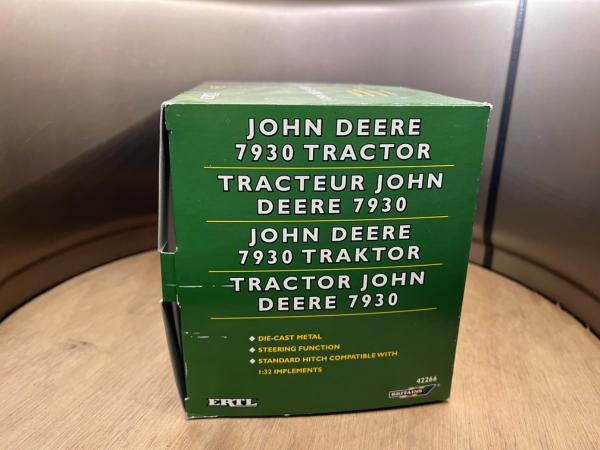 JOHN DEERE
7930 TRACTOR
TRACTEUR JOHN
DEERE 7930
JOHN DEERE
7930 TRAKTOR
TRACTOR JOHN
DEERE 7930
◆ DIE-CAST METAL
◆ STEERING FUNCTION
◆ STANDARD HITCH COMPATIBLE WITH
1:32 IMPLEMENTS
42266
ERTL
BRITAINS